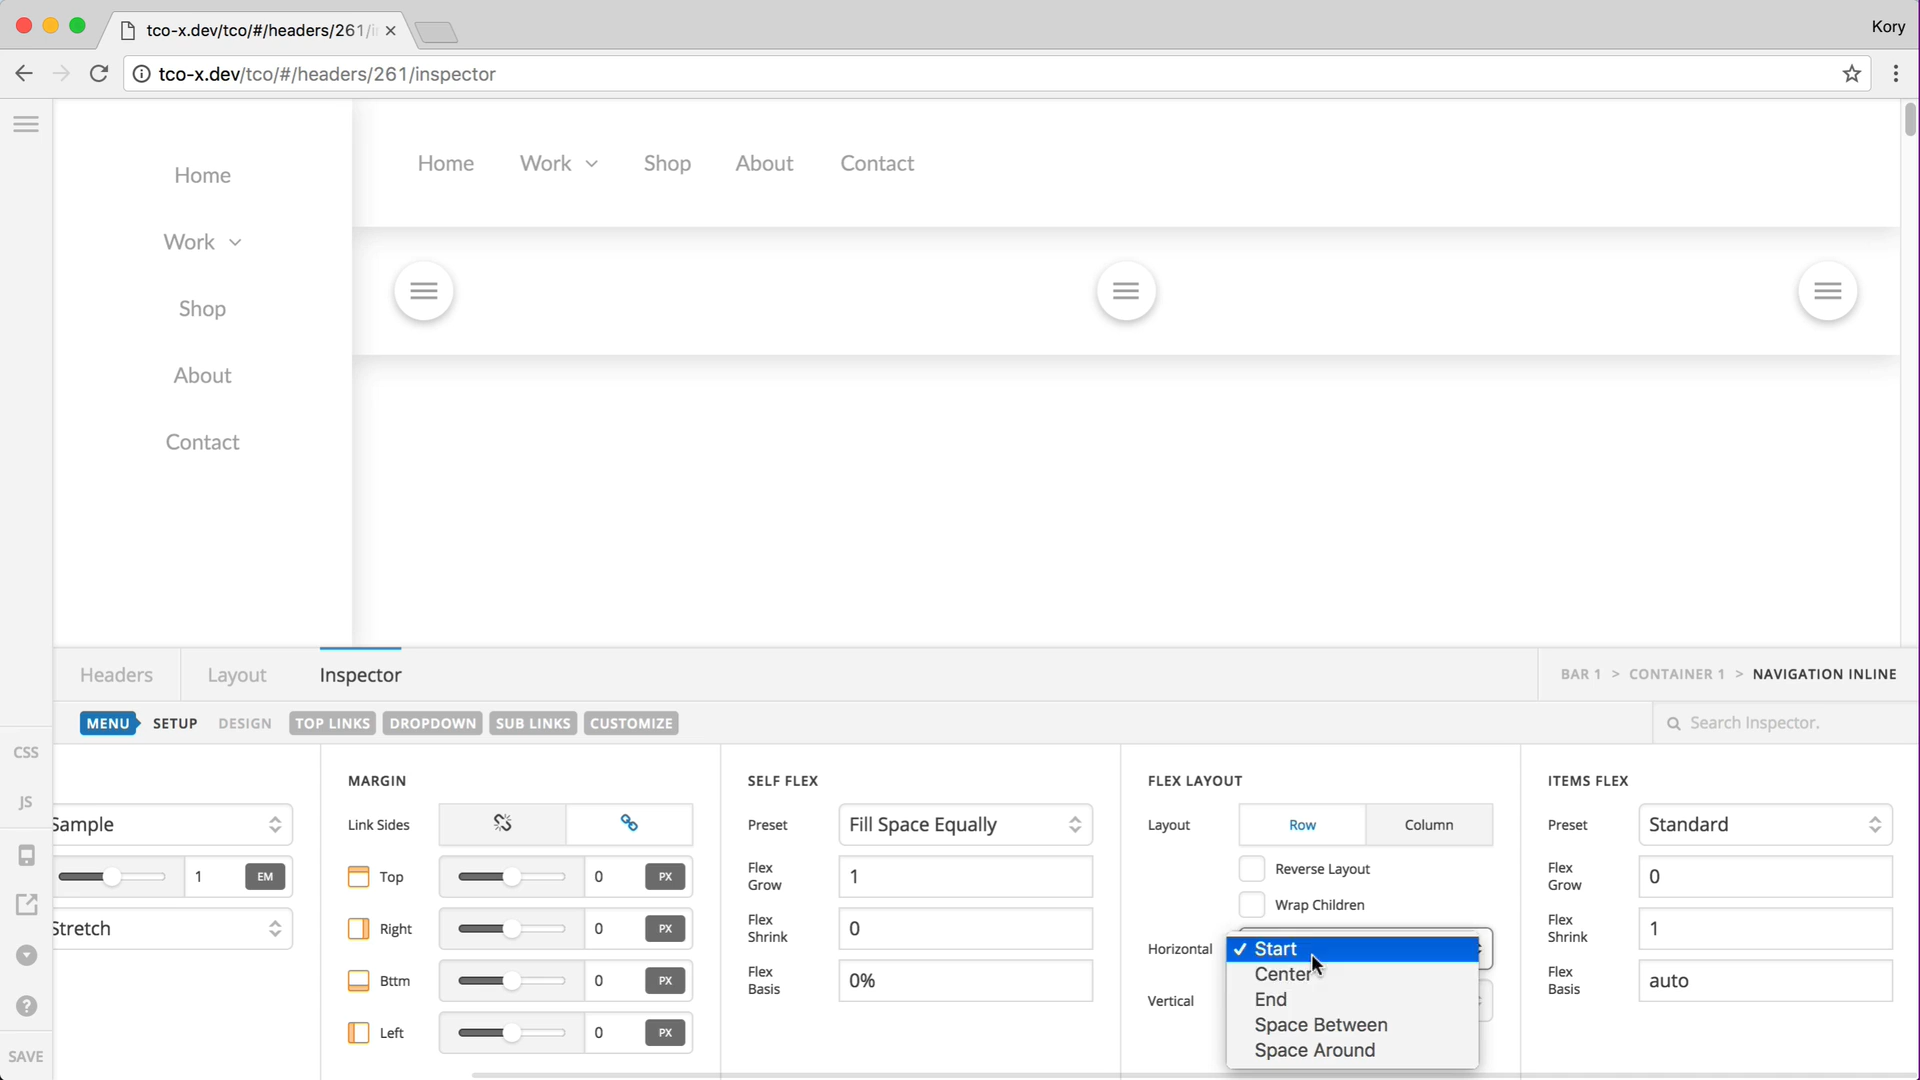 tco-x.dev/tco/#/headers/261/i
Kory
tco-x.dev/tco/#/headers/261/inspector
Home
Work
Shop
About
Contact
Home Work Shop About Contact
Headers Layout Inspector
BAR 1 > CONTAINER 1 > NAVIGATION INLINE
MENU SETUP DESIGN TOP LINKS DROPDOWN SUB LINKS CUSTOMIZE
Search Inspector.
CSS
JS
SAVE
Sample
1 EM
Stretch
MARGIN
Link Sides
Top 0 PX
Right 0 PX
Bttm 0 PX
Left 0 PX
SELF FLEX
Preset Fill Space Equally
Flex Grow 1
Flex Shrink 0
Flex Basis 0%
FLEX LAYOUT
Layout Row Column
Reverse Layout
Wrap Children
Horizontal
Vertical
✓ Start
Center
End
Space Between
Space Around
ITEMS FLEX
Preset Standard
Flex Grow 0
Flex Shrink 1
Flex Basis auto